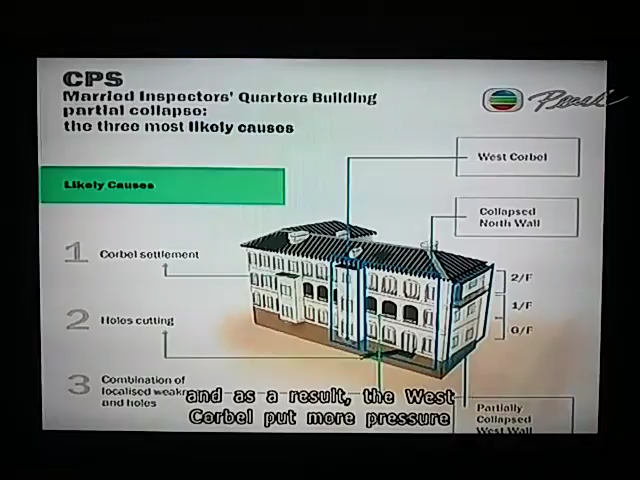 CPS
Married Inspectors' Quarters Building
partial collapse:
the three most likely causes
Pearl
Likely Causes
West Corbel
Collapsed
North Wall
1 Corbel settlement
2/F
1/F
G/F
2 Holes cutting
3 Combination of
localised
and holes
and as a result, the West
Corbel put more pressure
Partially
Collapsed
West Wall